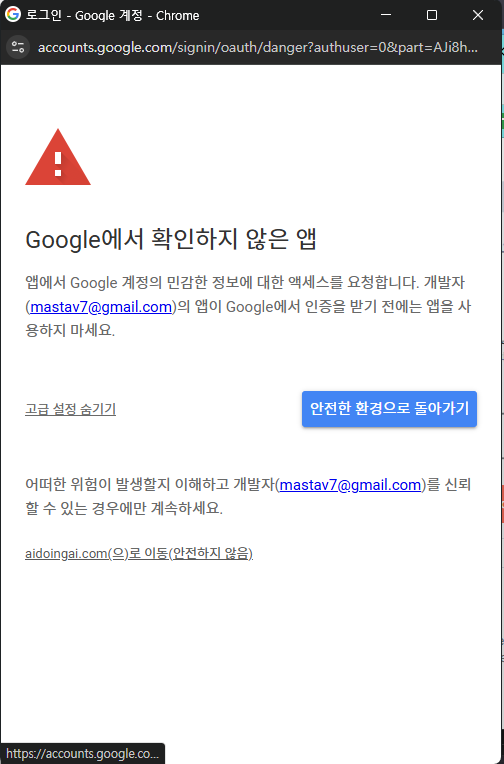 로그인 - Google 계정 - Chrome
accounts.google.com/signin/oauth/danger?authuser=0&part=AJi8h...
Google에서 확인하지 않은 앱
앱에서 Google 계정의 민감한 정보에 대한 액세스를 요청합니다. 개발자
(mastav7@gmail.com)의 앱이 Google에서 인증을 받기 전에는 앱을 사
용하지 마세요.
고급 설정 숨기기
안전한 환경으로 돌아가기
어떠한 위험이 발생할지 이해하고 개발자(mastav7@gmail.com)를 신뢰
할 수 있는 경우에만 계속하세요.
aidoingai.com(으)로 이동(안전하지 않음)
https://accounts.google.co...